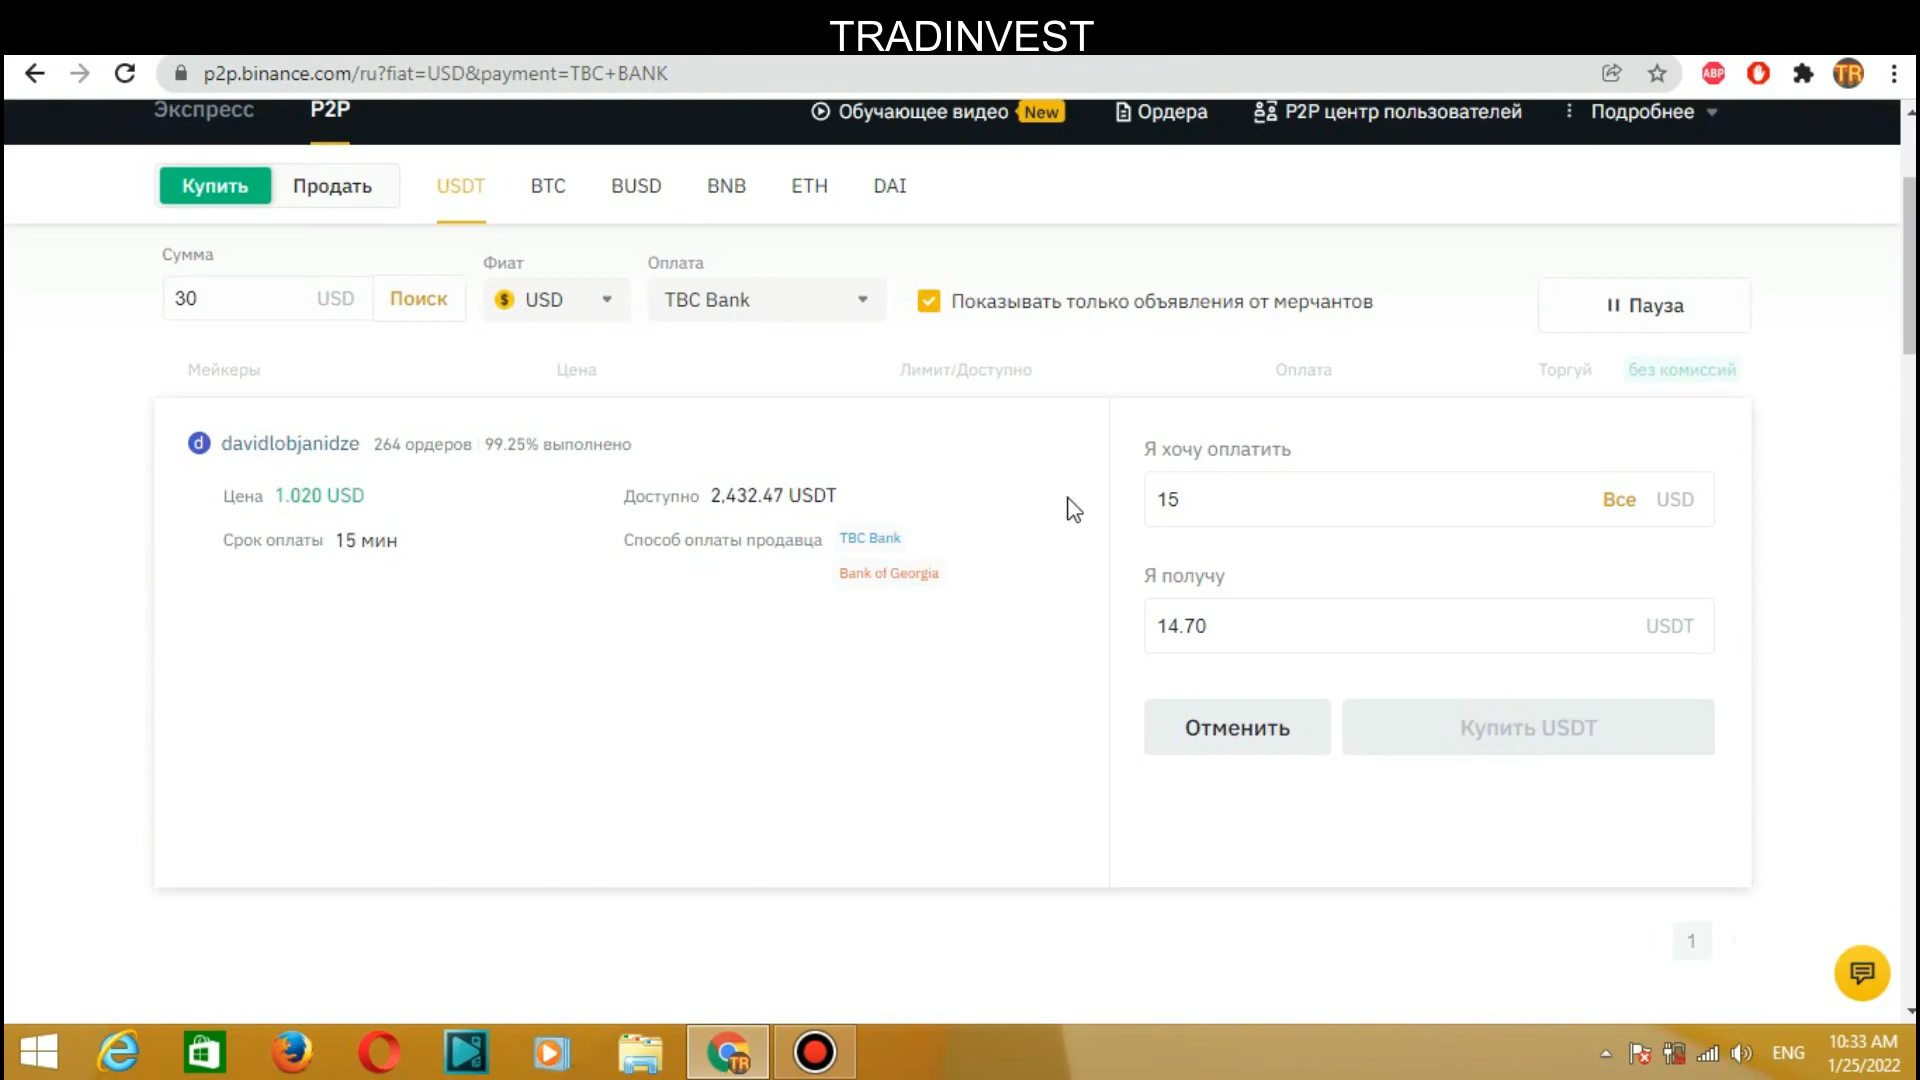 TRADINVEST
p2p.binance.com/ru?fiat=USD&payment=TBC+BANK
ABP
TR
Экспресс P2P Обучающее видео New Ордера P2P центр пользователей Подробнее
Купить Продать USDT BTC BUSD BNB ETH DAI
Сумма Фиат Оплата
30 USD Поиск $ USD TBC Bank Показывать только объявления от мерчантов Пауза
Мейкеры Цена Лимит/Доступно Оплата Торгуй без комиссий
d davidlobjanidze 264 ордеров 99.25% выполнено
Цена 1.020 USD Доступно 2,432.47 USDT
Срок оплаты 15 мин Способ оплаты продавца TBC Bank
Bank of Georgia
Я хочу оплатить
15 Все USD
Я получу
14.70 USDT
Отменить Купить USDT
1
TR
ENG
10:33 AM
1/25/2022